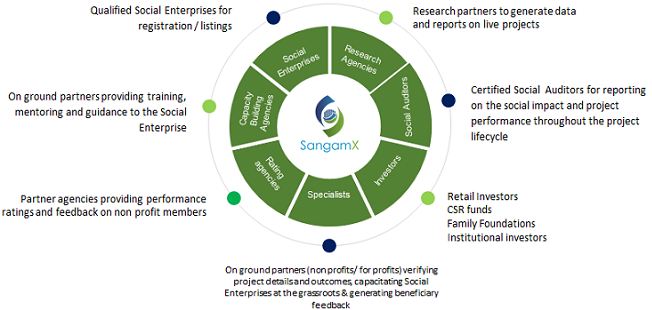 Qualified Social Enterprises for
registration / listings
Research partners to generate data
and reports on live projects
Social
Enterprises
Research
Agencies
On ground partners providing training,
mentoring and guidance to the Social
Enterprise
Capacity
Building
Agencies
Social Auditors
Certified Social Auditors for reporting
on the social impact and project
performance throughout the project
lifecycle
SangamX
Rating
agencies
Specialists
Investors
Partner agencies providing performance
ratings and feedback on non profit members
Retail Investors
CSR funds
Family Foundations
Institutional investors
On ground partners (non profits/ for profits) verifying
project details and outcomes, capacitating Social
Enterprises at the grassroots & generating beneficiary
feedback